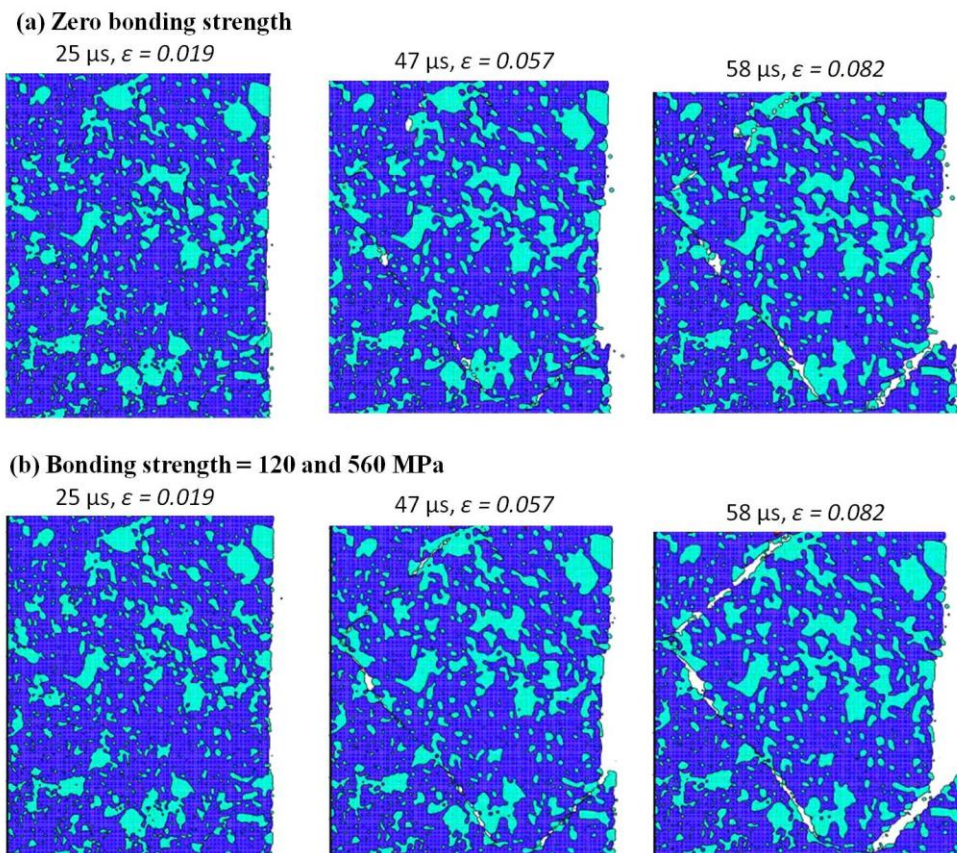 (a) Zero bonding strength
25 μs, ε = 0.019
47 μs, ε = 0.057
58 μs, ε = 0.082
(b) Bonding strength = 120 and 560 MPa
25 μs, ε = 0.019
47 μs, ε = 0.057
58 μs, ε = 0.082